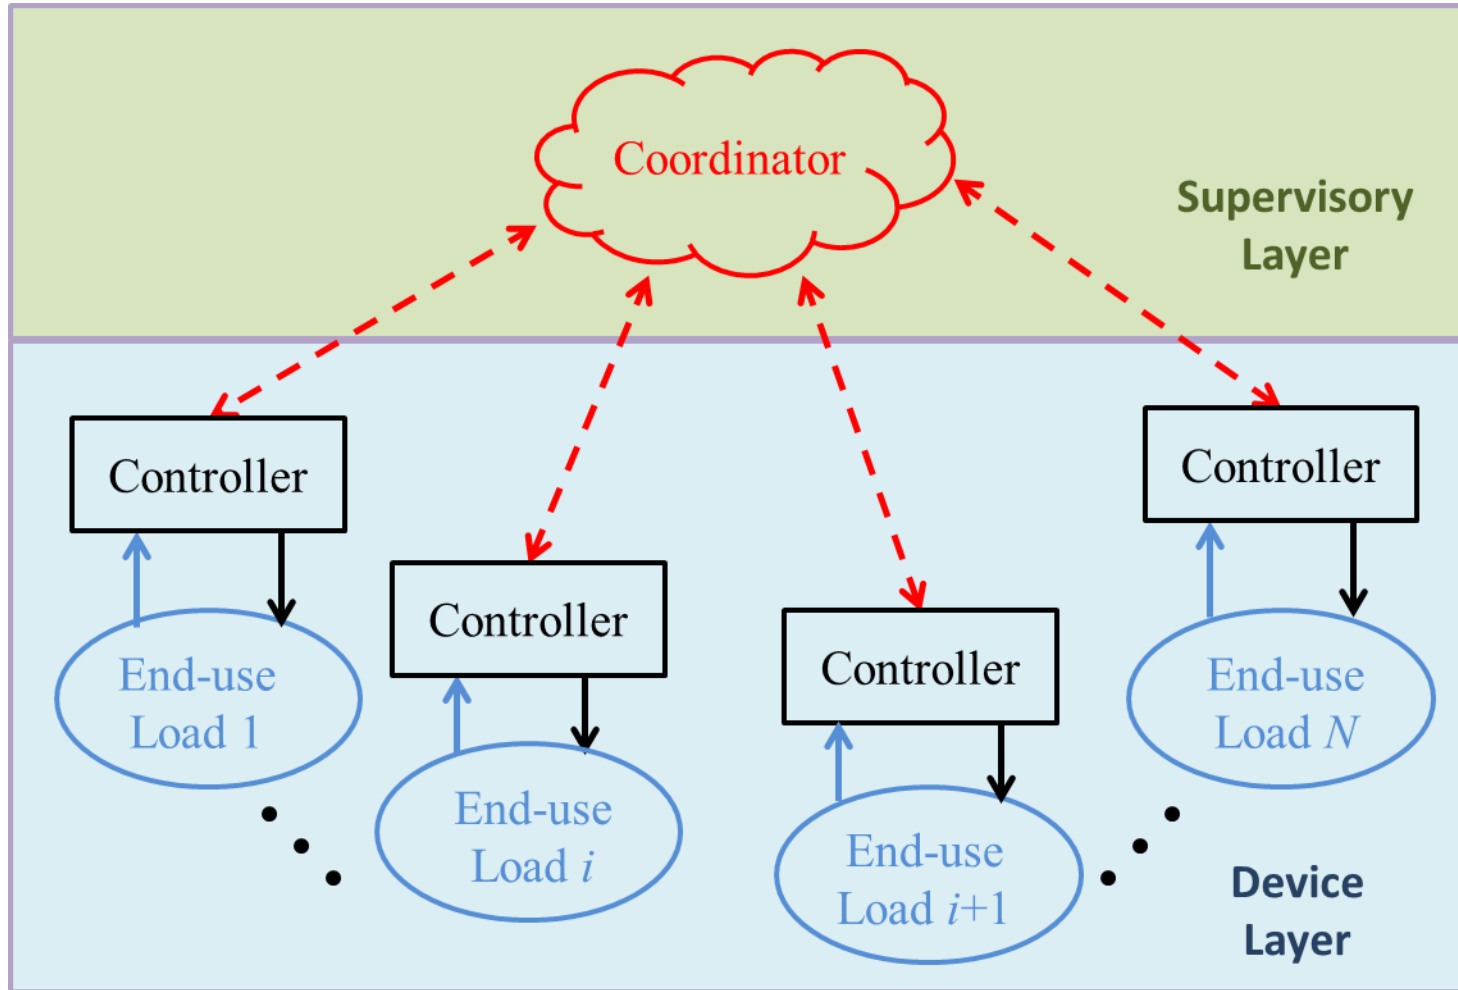 Coordinator
Supervisory
Layer
Controller
End-use
Load 1
Controller
End-use
Load i
Controller
End-use
Load i+1
Controller
End-use
Load N
Device
Layer